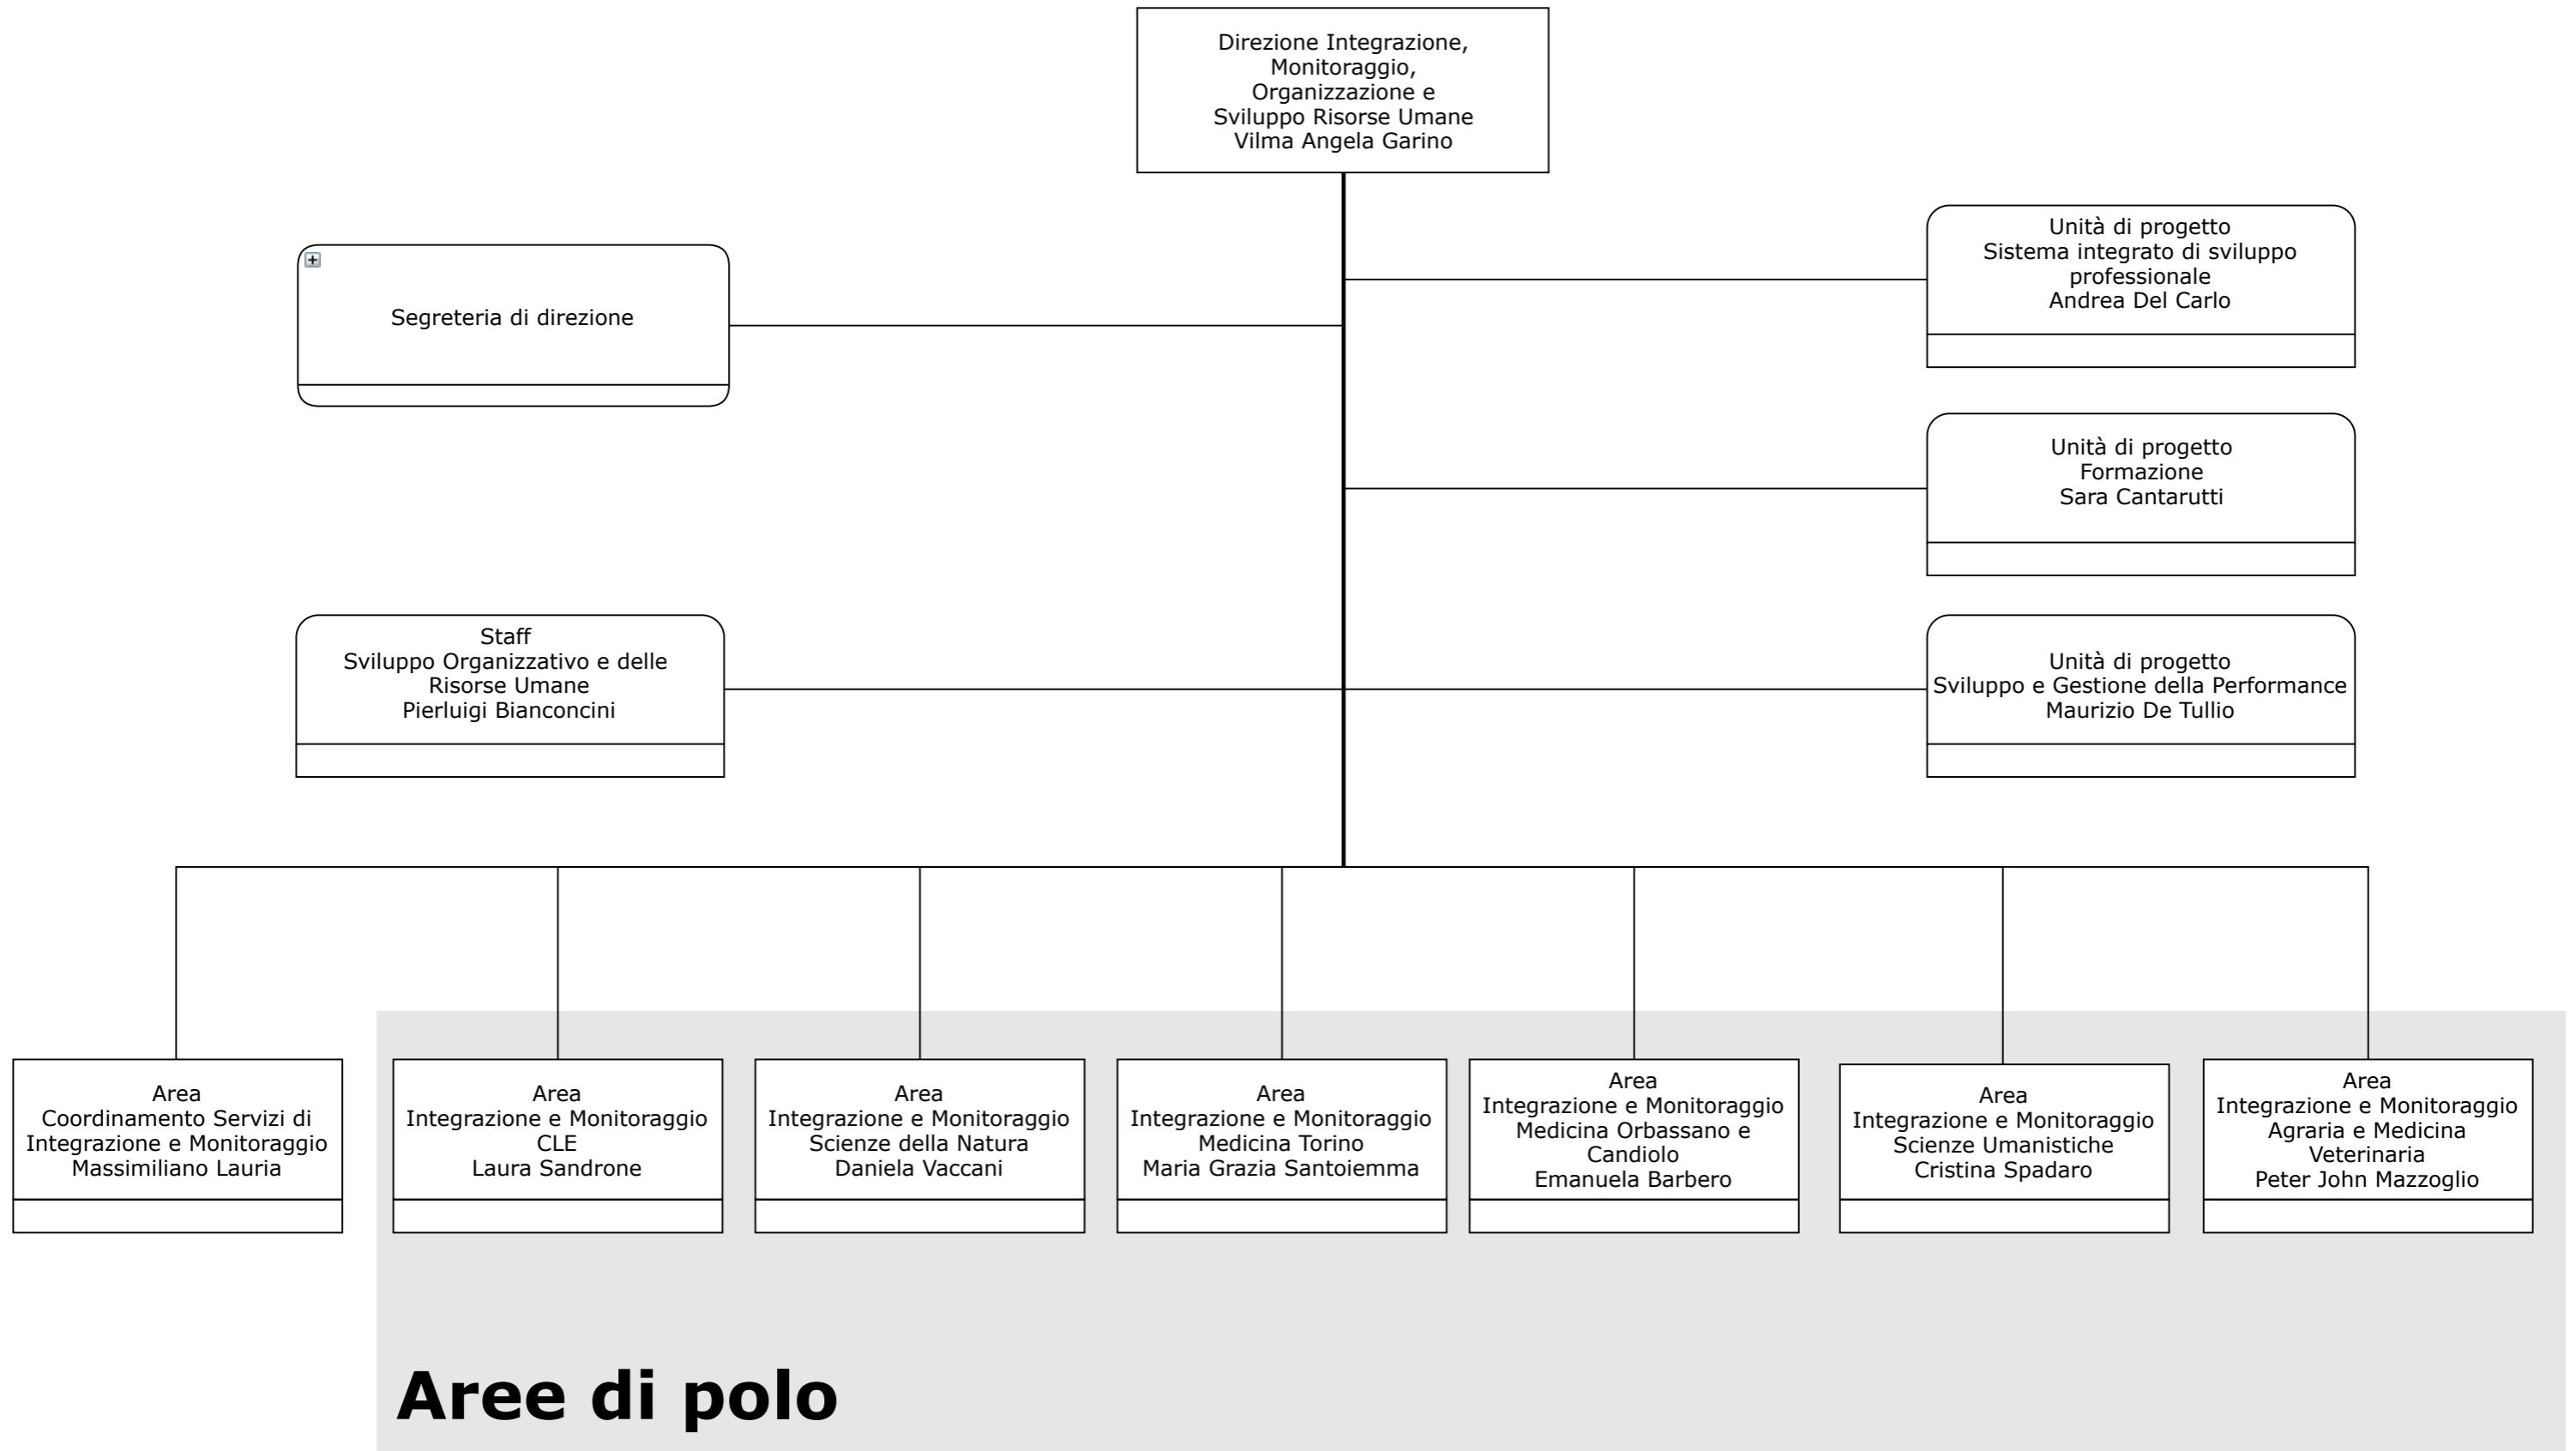 Direzione Integrazione,
Monitoraggio,
Organizzazione e
Sviluppo Risorse Umane
Vilma Angela Garino
Unità di progetto
Sistema integrato di sviluppo
professionale
Andrea Del Carlo
Segreteria di direzione
Unità di progetto
Formazione
Sara Cantarutti
Staff
Sviluppo Organizzativo e delle
Risorse Umane
Pierluigi Bianconcini
Unità di progetto
Sviluppo e Gestione della Performance
Maurizio De Tullio
Area
Coordinamento Servizi di
Integrazione e Monitoraggio
Massimiliano Lauria
Area
Integrazione e Monitoraggio
CLE
Laura Sandrone
Area
Integrazione e Monitoraggio
Scienze della Natura
Daniela Vaccani
Area
Integrazione e Monitoraggio
Medicina Torino
Maria Grazia Santoiemma
Area
Integrazione e Monitoraggio
Medicina Orbassano e
Candiolo
Emanuela Barbero
Area
Integrazione e Monitoraggio
Scienze Umanistiche
Cristina Spadaro
Area
Integrazione e Monitoraggio
Agraria e Medicina
Veterinaria
Peter John Mazzoglio
Aree di polo